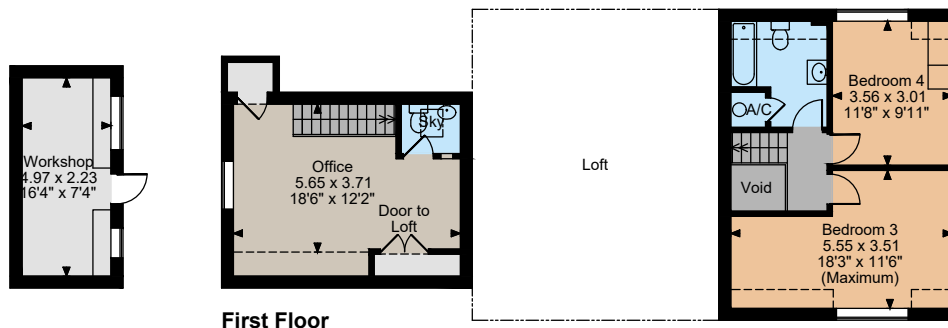 Workshop
4.97 x 2.23
16'4" x 7'4"
Sky
Office
5.65 x 3.71
18'6" x 12'2"
Door to
Loft
First Floor
Loft
A/C
Void
Bedroom 4
3.56 x 3.01
11'8" x 9'11"
Bedroom 3
5.55 x 3.51
18'3" x 11'6"
(Maximum)